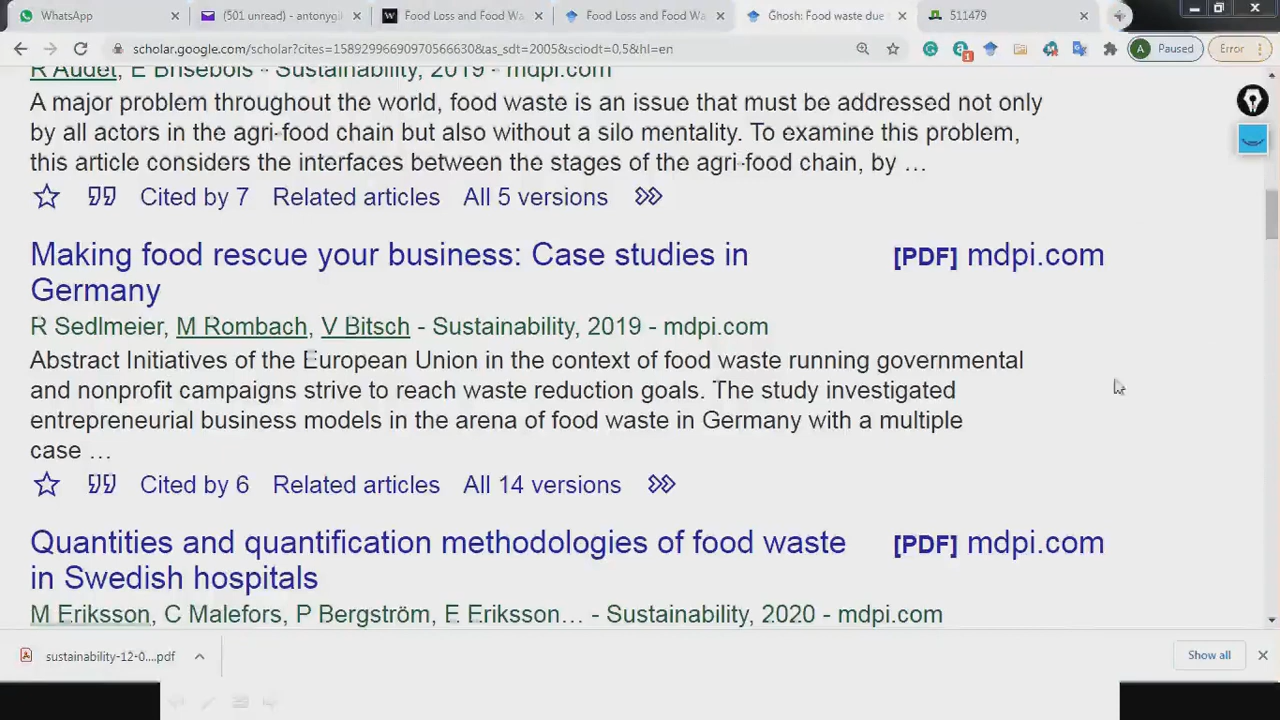 WhatsApp
(501 unread) - antonygil
Food Loss and Food Wa
Food Loss and Food Wa
Ghosh: Food waste due
511479
scholar.google.com/scholar?cites=15892996690970566630&as_sdt=2005&sciodt=0,5&hl=en
1
A
Paused
Error
R Audet, E Brisebois - Sustainability, 2019 - mdpi.com
A major problem throughout the world, food waste is an issue that must be addressed not only
by all actors in the agri-food chain but also without a silo mentality. To examine this problem,
this article considers the interfaces between the stages of the agri-food chain, by …
Cited by 7 Related articles All 5 versions
Making food rescue your business: Case studies in
Germany
[PDF] mdpi.com
R Sedlmeier, M Rombach, V Bitsch - Sustainability, 2019 - mdpi.com
Abstract Initiatives of the European Union in the context of food waste running governmental
and nonprofit campaigns strive to reach waste reduction goals. The study investigated
entrepreneurial business models in the arena of food waste in Germany with a multiple
case …
Cited by 6 Related articles All 14 versions
Quantities and quantification methodologies of food waste
in Swedish hospitals
[PDF] mdpi.com
M Eriksson, C Malefors, P Bergström, E Eriksson… - Sustainability, 2020 - mdpi.com
sustainability-12-0....pdf
Show all